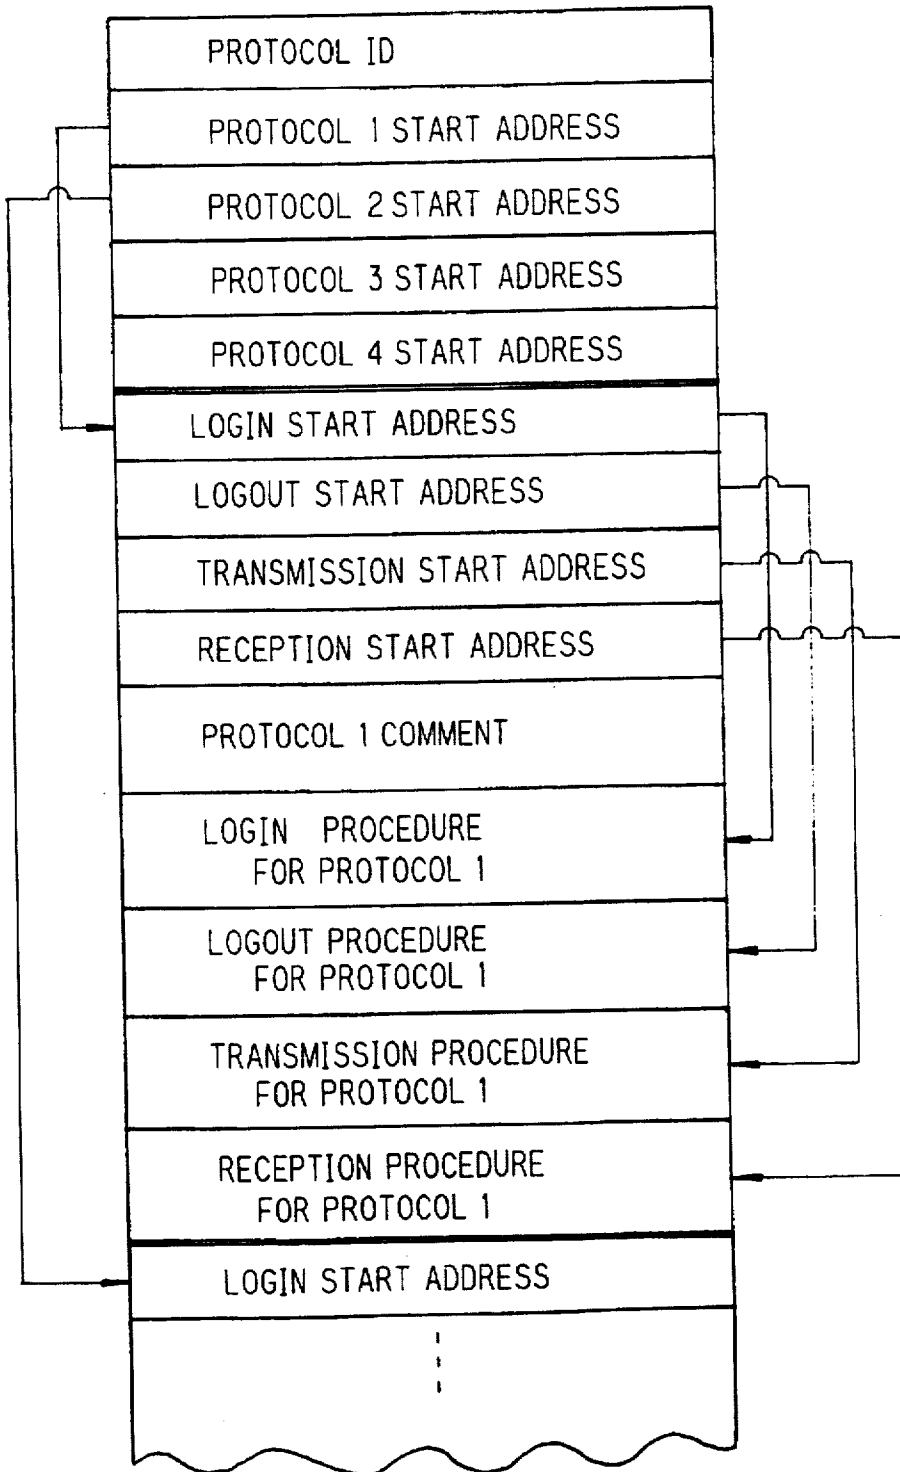 PROTOCOL ID
PROTOCOL 1 START ADDRESS
PROTOCOL 2 START ADDRESS
PROTOCOL 3 START ADDRESS
PROTOCOL 4 START ADDRESS
LOGIN START ADDRESS
LOGOUT START ADDRESS
TRANSMISSION START ADDRESS
RECEPTION START ADDRESS
PROTOCOL 1 COMMENT
LOGIN PROCEDURE
FOR PROTOCOL 1
LOGOUT PROCEDURE
FOR PROTOCOL 1
TRANSMISSION PROCEDURE
FOR PROTOCOL 1
RECEPTION PROCEDURE
FOR PROTOCOL 1
LOGIN START ADDRESS